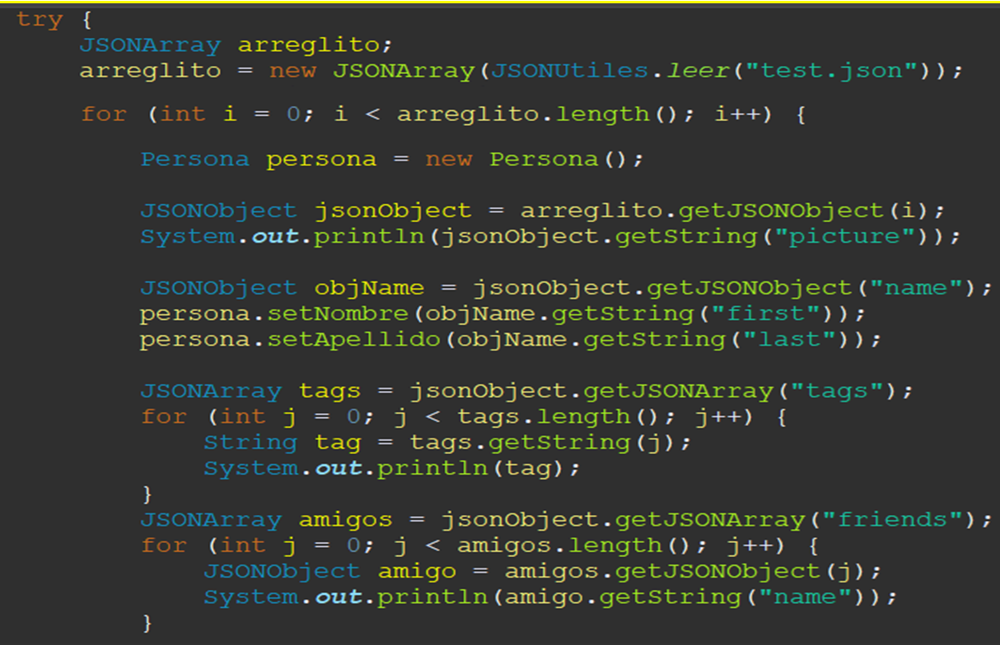 try {
JSONArray arreglito;
arreglito = new JSONArray(JSONUtiles.leer("test.json"));
for (int i = 0; i < arreglito.length(); i++) {
Persona persona = new Persona();
JSONObject jsonObject = arreglito.getJSONObject(i);
System.out.println(jsonObject.getString("picture"));
JSONObject objName = jsonObject.getJSONObject("name");
persona.setNombre(objName.getString("first"));
persona.setApellido(objName.getString("last"));
JSONArray tags = jsonObject.getJSONArray("tags");
for (int j = 0; j < tags.length(); j++) {
String tag = tags.getString(j);
System.out.println(tag);
}
JSONArray amigos = jsonObject.getJSONArray("friends");
for (int j = 0; j < amigos.length(); j++) {
JSONObject amigo = amigos.getJSONObject(j);
System.out.println(amigo.getString("name"));
}